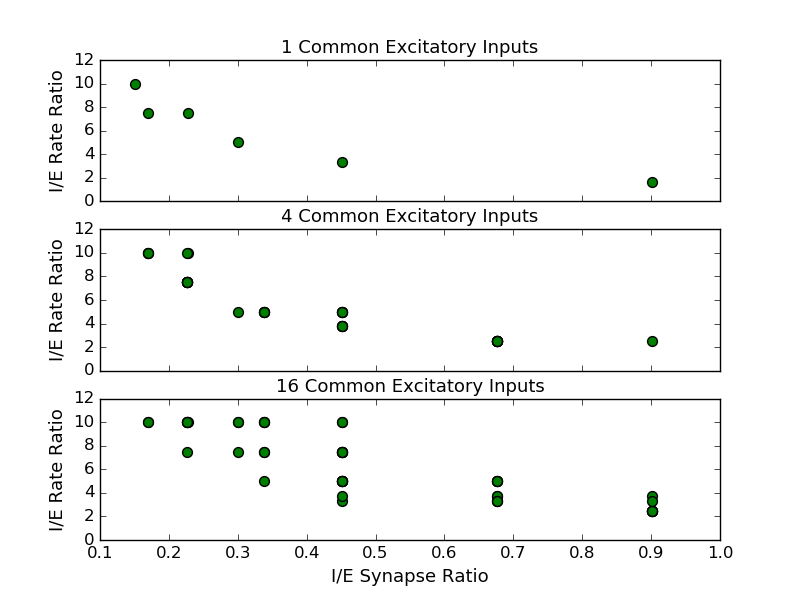 1 Common Excitatory Inputs
12
10
8
6
4
2
0
I/E Rate Ratio
4 Common Excitatory Inputs
12
10
8
6
4
2
0
I/E Rate Ratio
16 Common Excitatory Inputs
12
10
8
6
4
2
0
I/E Rate Ratio
0.1 0.2 0.3 0.4 0.5 0.6 0.7 0.8 0.9 1.0
I/E Synapse Ratio